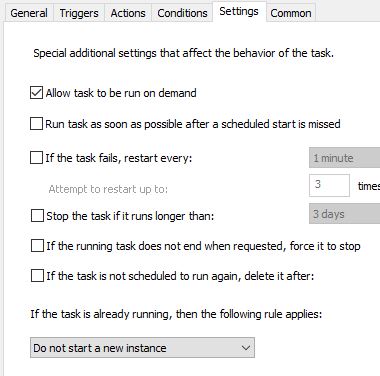 General Triggers Actions Conditions Settings Common
Special additional settings that affect the behavior of the task.
Allow task to be run on demand
Run task as soon as possible after a scheduled start is missed
If the task fails, restart every: 1 minute
Attempt to restart up to: 3 times
Stop the task if it runs longer than: 3 days
If the running task does not end when requested, force it to stop
If the task is not scheduled to run again, delete it after:
If the task is already running, then the following rule applies:
Do not start a new instance